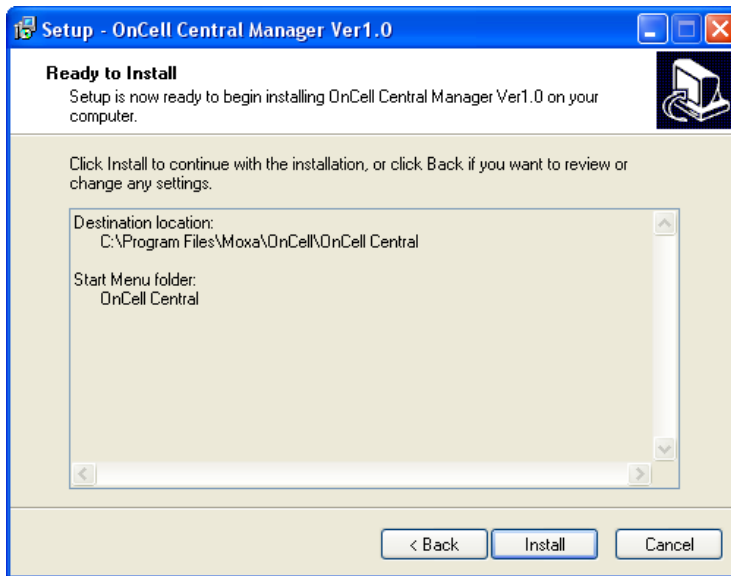 Setup - OnCell Central Manager Ver1.0
Ready to Install
Setup is now ready to begin installing OnCell Central Manager Ver1.0 on your
computer.
Click Install to continue with the installation, or click Back if you want to review or
change any settings.
Destination location:
C:\Program Files\Moxa\OnCell\OnCell Central
Start Menu folder:
OnCell Central
< Back
Install
Cancel